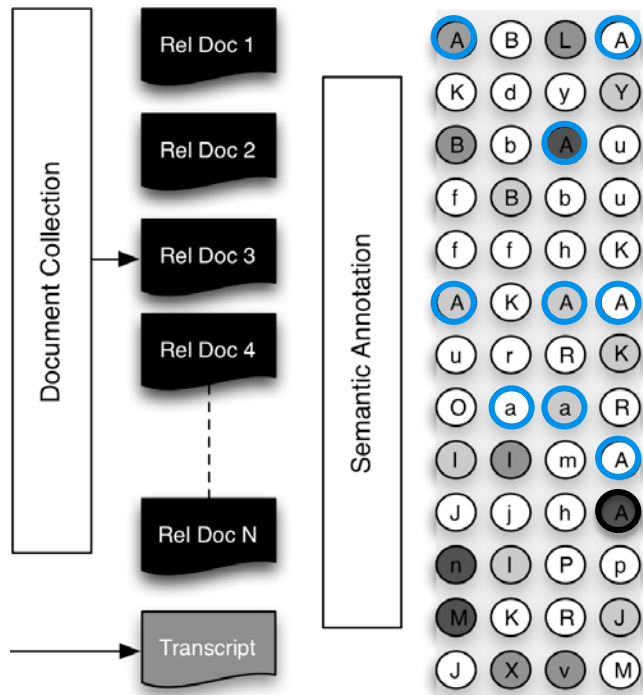 Document Collection
Rel Doc 1
Rel Doc 2
Rel Doc 3
Rel Doc 4
Rel Doc N
Transcript
Semantic Annotation
A B L A
K d y Y
B b A u
f B b u
f f h K
A K A A
u r R K
O a a R
I I m A
J j h A
n I P p
M K R J
J X v M